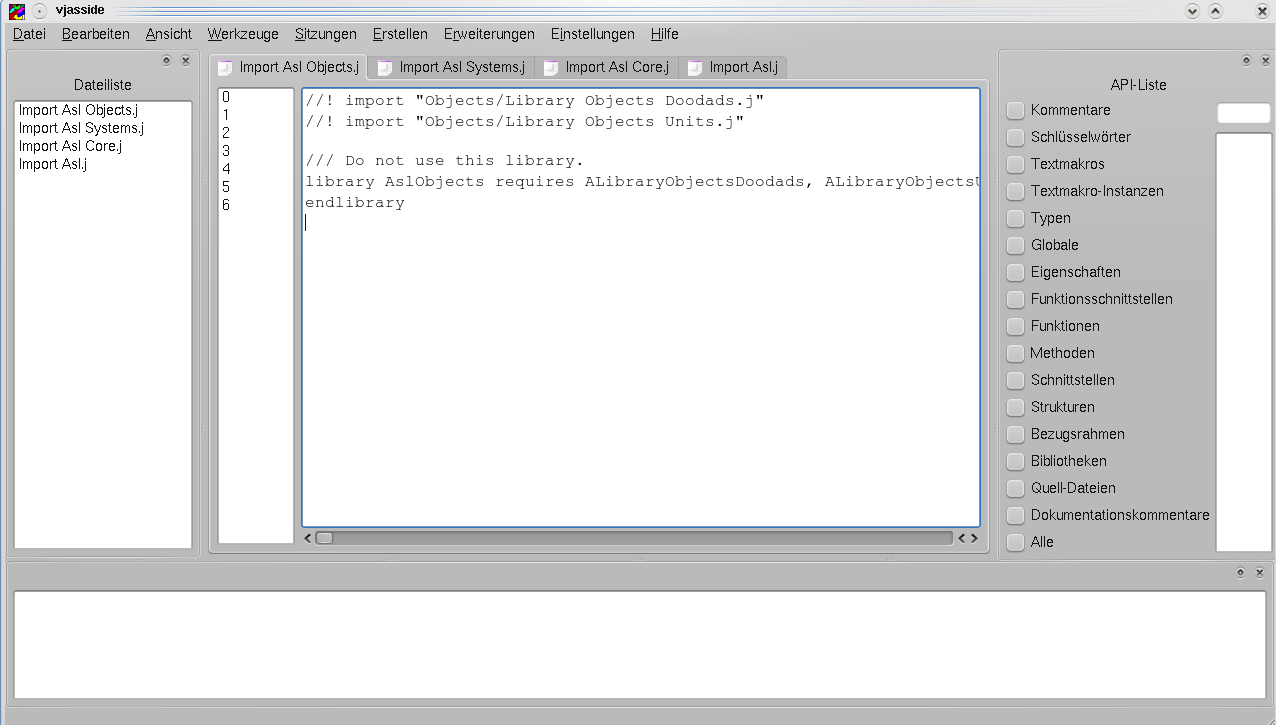 vjasside
Datei Bearbeiten Ansicht Werkzeuge Sitzungen Erstellen Erweiterungen Einstellungen Hilfe
Dateiliste
Import Asl Objects.j
Import Asl Systems.j
Import Asl Core.j
Import Asl.j
Import Asl Objects.j Import Asl Systems.j Import Asl Core.j Import Asl.j
0
1
2
3
4
5
6
//! import "Objects/Library Objects Doodads.j"
//! import "Objects/Library Objects Units.j"
/// Do not use this library.
library AslObjects requires ALibraryObjectsDoodads, ALibraryObjectsU
endlibrary
API-Liste
Kommentare
Schlüsselwörter
Textmakros
Textmakro-Instanzen
Typen
Globale
Eigenschaften
Funktionsschnittstellen
Funktionen
Methoden
Schnittstellen
Strukturen
Bezugsrahmen
Bibliotheken
Quell-Dateien
Dokumentationskommentare
Alle